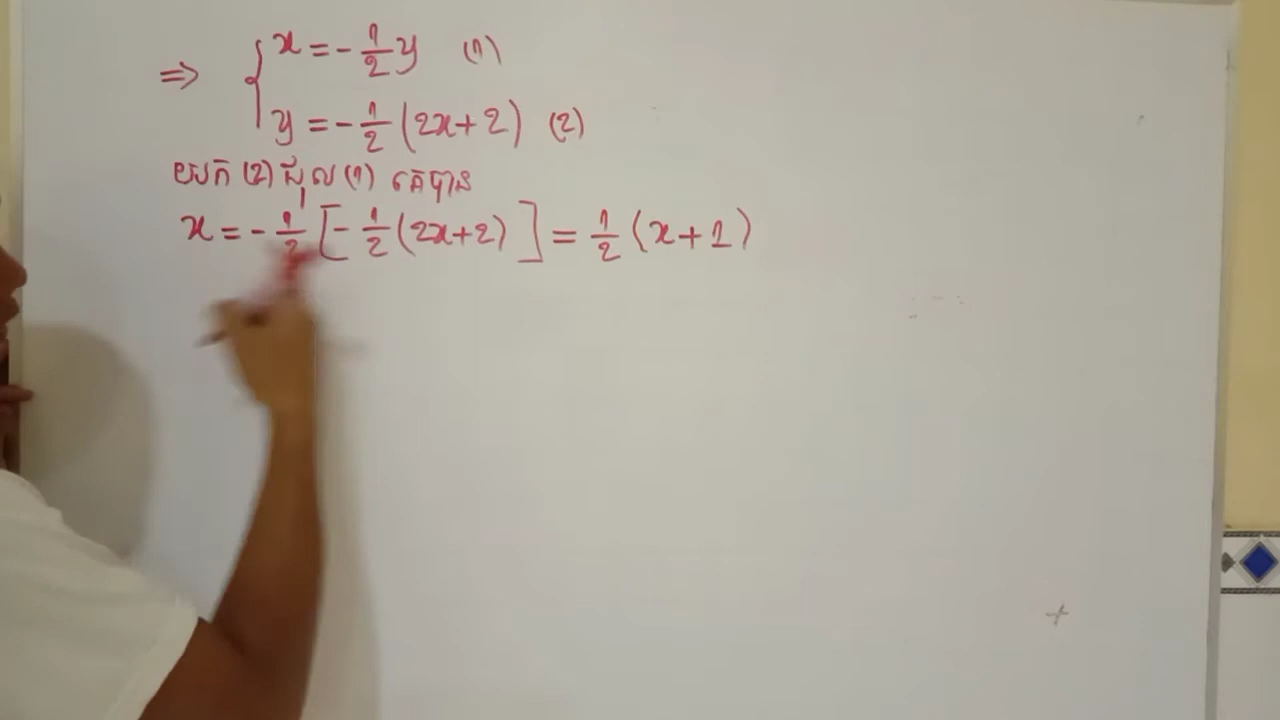 ⇒ { x = -1/2 y (1)
y = -1/2 (2x+2) (2)
យក (2) ជំនួស (1) គេបាន
x = -1/2 [ -1/2 (2x+2) ] = 1/2 (x+1)